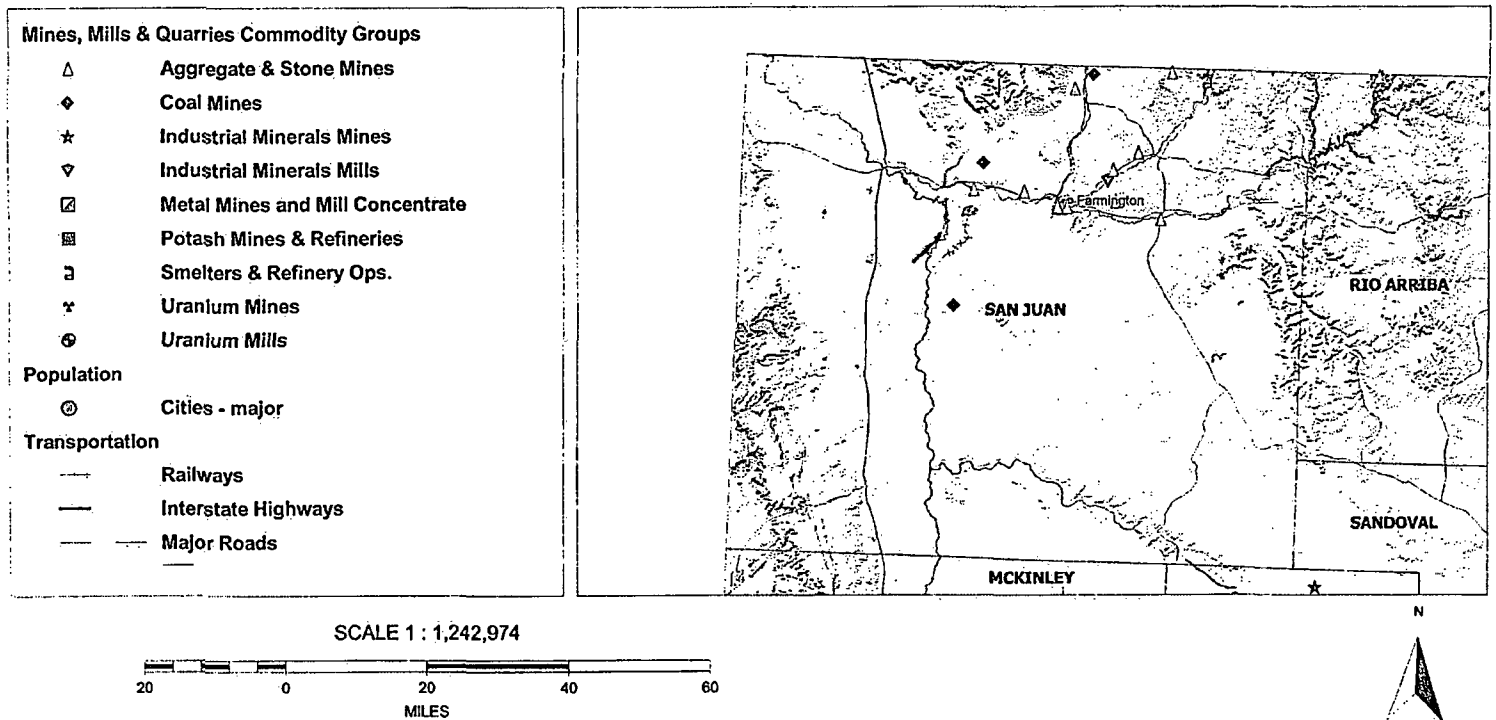 Mines, Mills & Quarries Commodity Groups
Aggregate & Stone Mines
Coal Mines
Industrial Minerals Mines
Industrial Minerals Mills
Metal Mines and Mill Concentrate
Potash Mines & Refineries
Smelters & Refinery Ops.
Uranium Mines
Uranium Mills
Population
Cities - major
Transportation
Railways
Interstate Highways
Major Roads
Farmington
RIO ARRIBA
SAN JUAN
SANDOVAL
MCKINLEY
SCALE 1 : 1,242,974
20 0 20 40 60
MILES
N